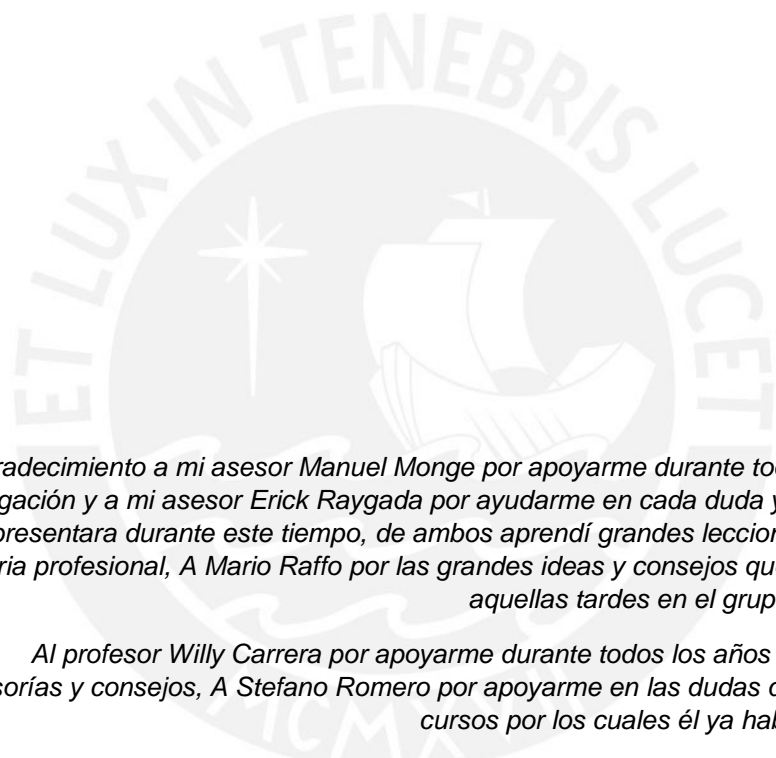 ET LUX IN TENEBRIS LUCET
radecimiento a mi asesor Manuel Monge por apoyarme durante to
gación y a mi asesor Erick Raygada por ayudarme en cada duda y
presentara durante este tiempo, de ambos aprendí grandes leccion
ria profesional, A Mario Raffo por las grandes ideas y consejos qu
aquellas tardes en el grup
Al profesor Willy Carrera por apoyarme durante todos los años
sorías y consejos, A Stefano Romero por apoyarme en las dudas d
cursos por los cuales él ya hab